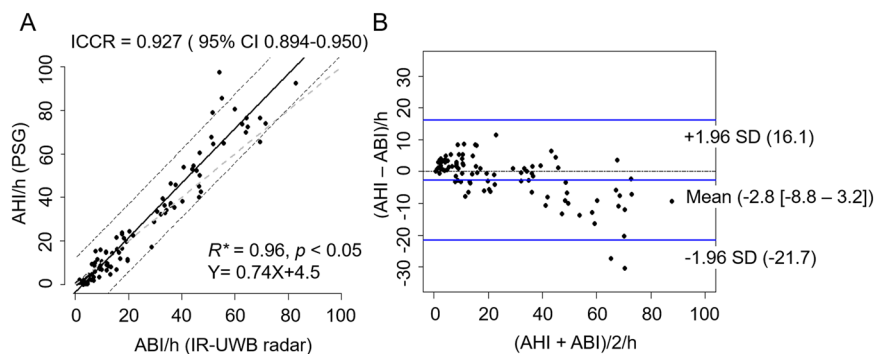 A
ICCR = 0.927 ( 95% CI 0.894-0.950)
AHI/h (PSG)
100
80
60
40
20
0
R* = 0.96, p < 0.05
Y= 0.74X+4.5
0 20 40 60 80 100
ABI/h (IR-UWB radar)
B
(AHI – ABI)/h
30
20
10
0
-10
-20
-30
+1.96 SD (16.1)
Mean (-2.8 [-8.8 – 3.2])
-1.96 SD (-21.7)
0 20 40 60 80 100
(AHI + ABI)/2/h